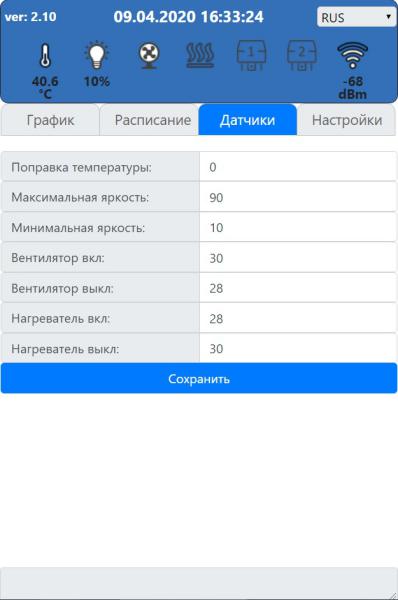 ver: 2.10 09.04.2020 16:33:24 RUS
-1- -2-
40.6 10% -68
°C dBm
График Расписание Датчики Настройки
Поправка температуры: 0
Максимальная яркость: 90
Минимальная яркость: 10
Вентилятор вкл: 30
Вентилятор выкл: 28
Нагреватель вкл: 28
Нагреватель выкл: 30
Сохранить